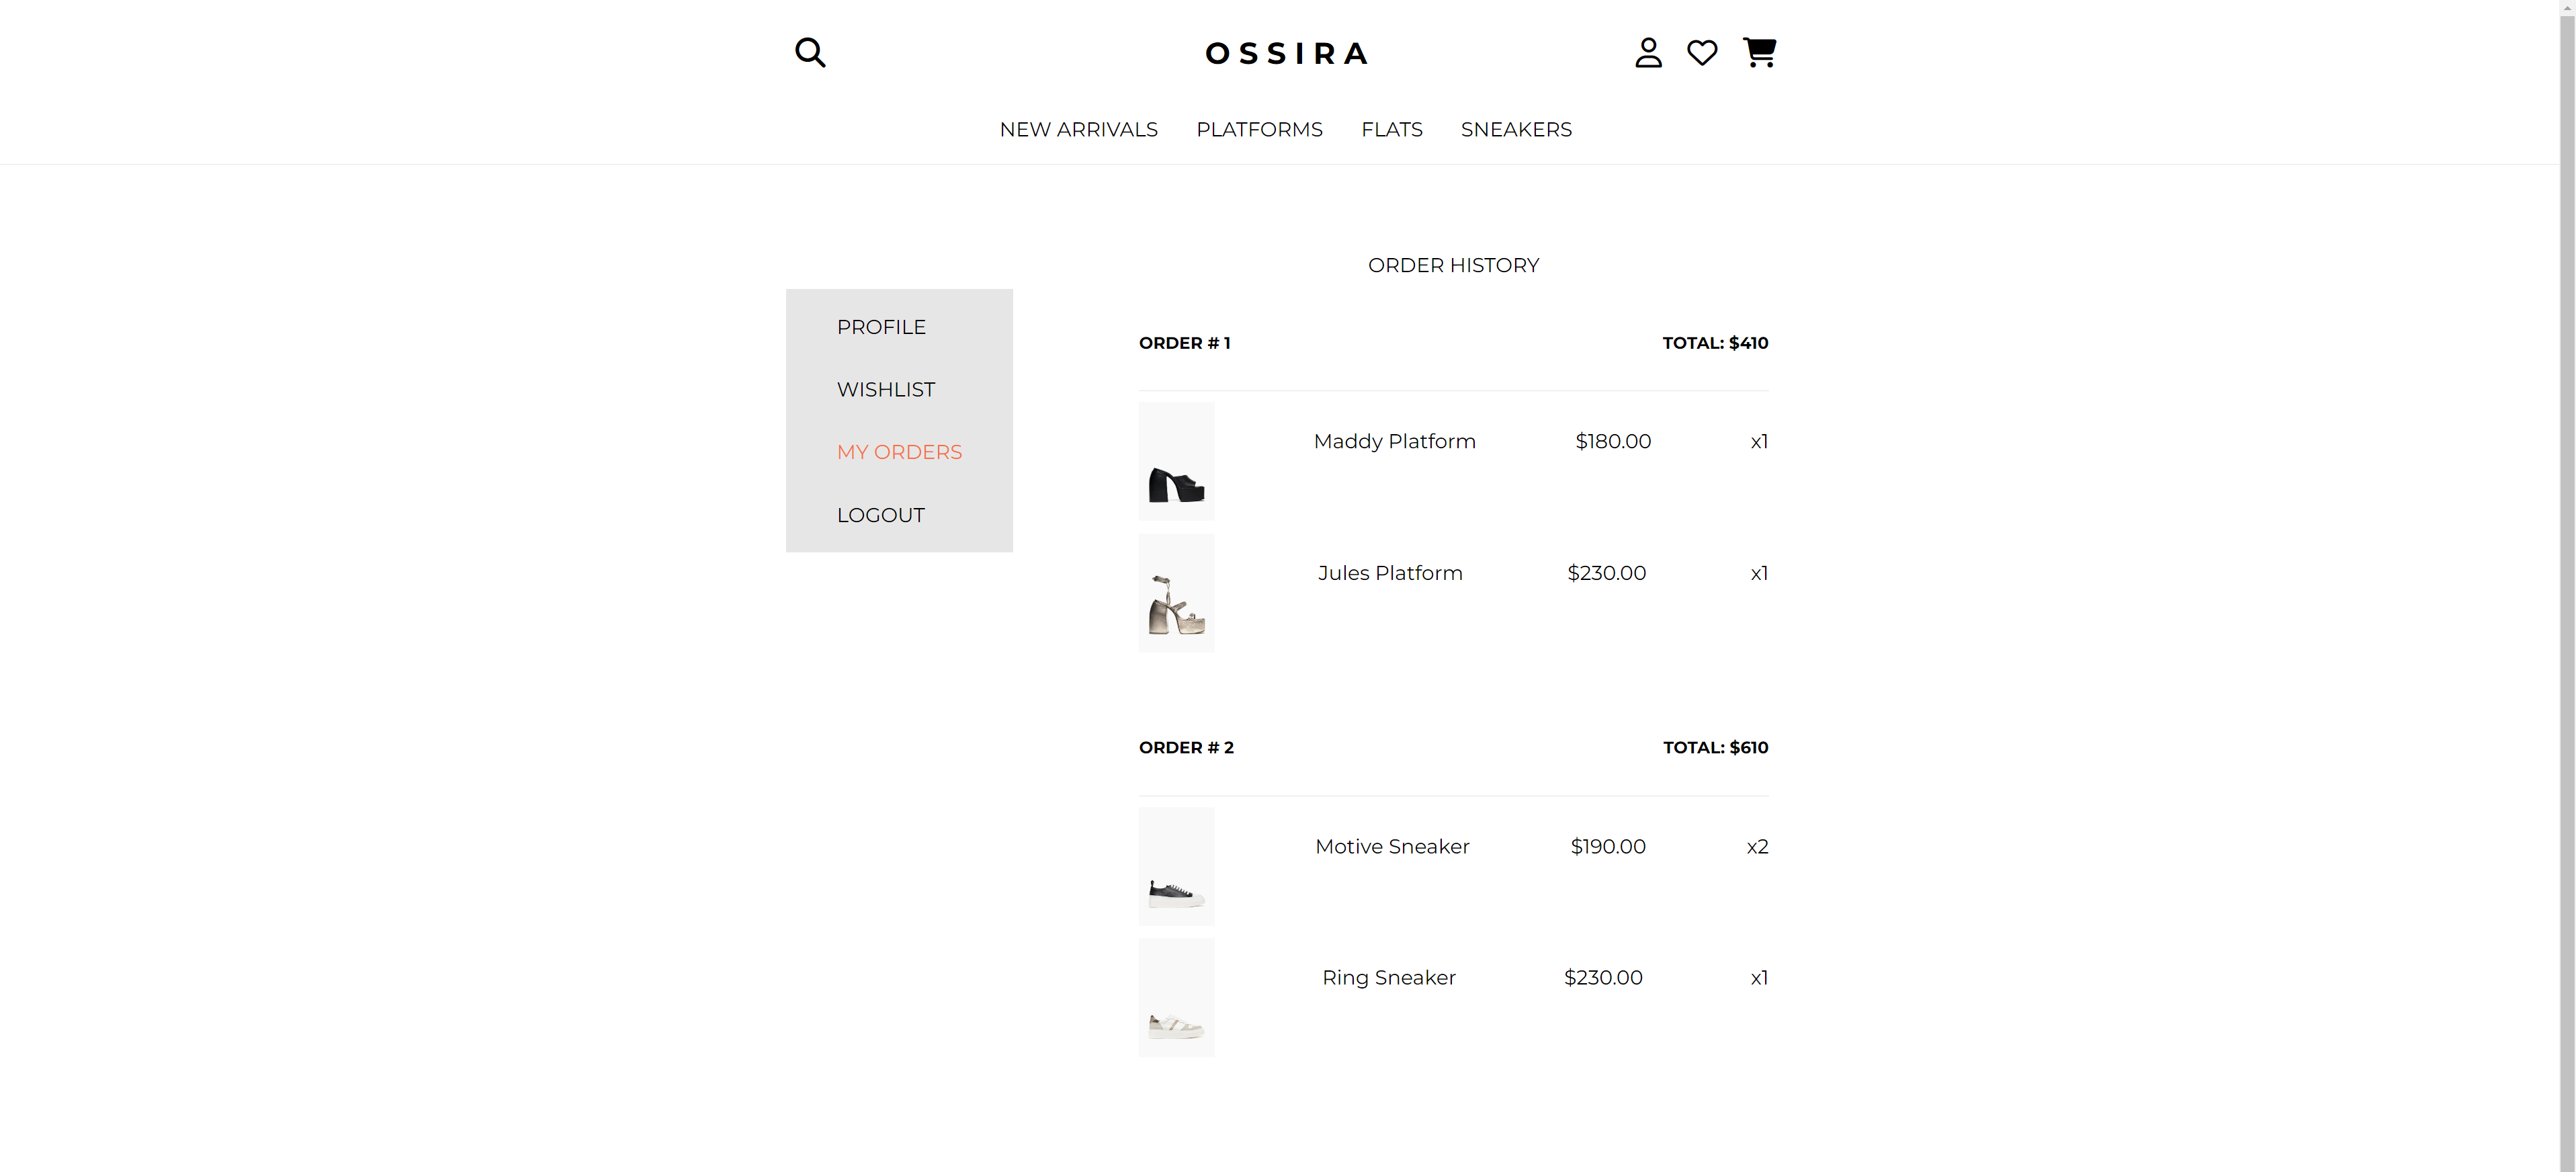 OSSIRA
NEW ARRIVALS PLATFORMS FLATS SNEAKERS
ORDER HISTORY
PROFILE
WISHLIST
MY ORDERS
LOGOUT
ORDER # 1 TOTAL: $410
Maddy Platform $180.00 x1
Jules Platform $230.00 x1
ORDER # 2 TOTAL: $610
Motive Sneaker $190.00 x2
Ring Sneaker $230.00 x1